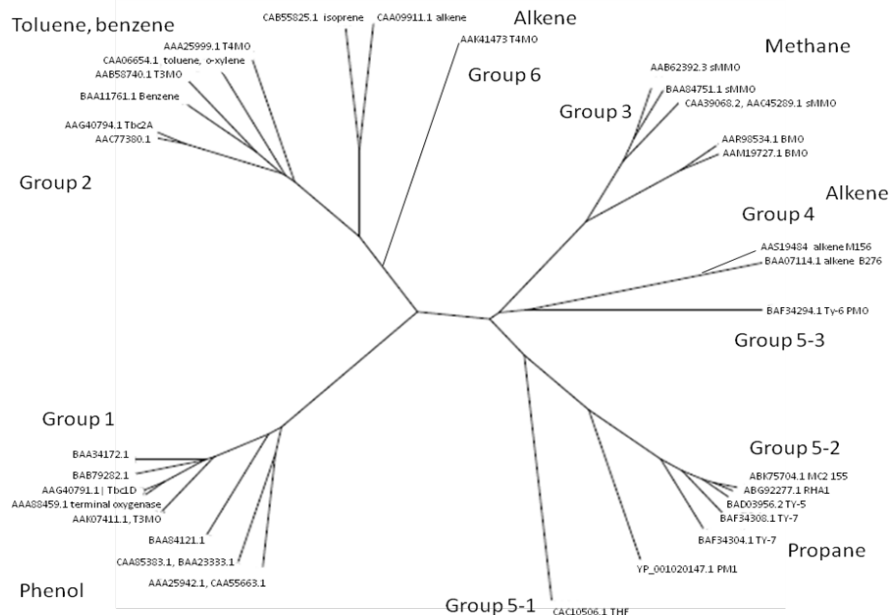 Toluene, benzene
AAA25999.1 T4MO
CAA06654.1 toluene, o-xylene
AAB58740.1 T3MO
BAA11761.1 Benzene
AAG40794.1 Tbc2A
AAC77380.1
Group 2
CAB55825.1 isoprene
CAA09911.1 alkene
Alkene
AAK41473 T4MO
Group 6
Methane
AAB62392.3 sMMO
BAA84751.1 sMMO
CAA39068.2, AAC45289.1 sMMO
Group 3
AAR98534.1 BMO
AAM19727.1 BMO
Alkene
Group 4
AAS19484 alkene M156
BAA07114.1 alkene B276
BAF34294.1 Ty-6 PMO
Group 5-3
Group 1
BAA34172.1
BAB79282.1
AAG40791.1| Tbc1D
AAA88459.1 terminal oxygenase
AAK07411.1, T3MO
BAA84121.1
CAA85383.1, BAA23333.1
AAA25942.1, CAA55663.1
Phenol
Group 5-2
ABK75704.1 MC2 155
ABG92277.1 RHA1
BAD03956.2 TY-5
BAF34308.1 TY-7
BAF34304.1 TY-7
Propane
YP_001020147.1 PM1
Group 5-1
CAC10506.1 THF